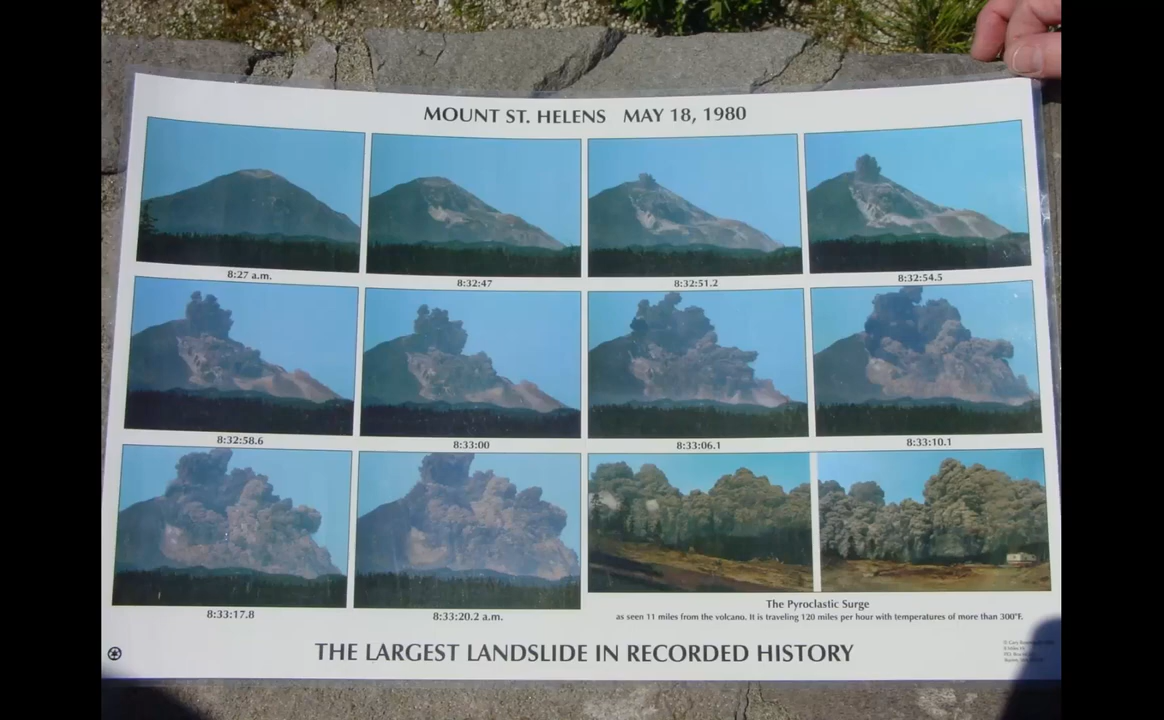 MOUNT ST. HELENS MAY 18, 1980
8:27 a.m.
8:32:47
8:32:51.2
8:32:54.5
8:32:58.6
8:33:00
8:33:06.1
8:33:10.1
8:33:17.8
8:33:20.2 a.m.
The Pyroclastic Surge
as seen 11 miles from the volcano. It is traveling 120 miles per hour with temperatures of more than 300°F.
THE LARGEST LANDSLIDE IN RECORDED HISTORY